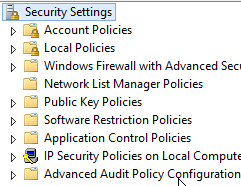 Security Settings
Account Policies
Local Policies
Windows Firewall with Advanced Secu
Network List Manager Policies
Public Key Policies
Software Restriction Policies
Application Control Policies
IP Security Policies on Local Compute
Advanced Audit Policy Configuration